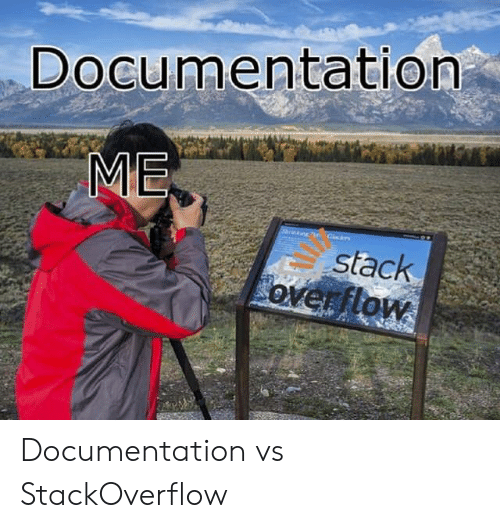 Documentation
ME
stack
overflow
Documentation vs
StackOverflow